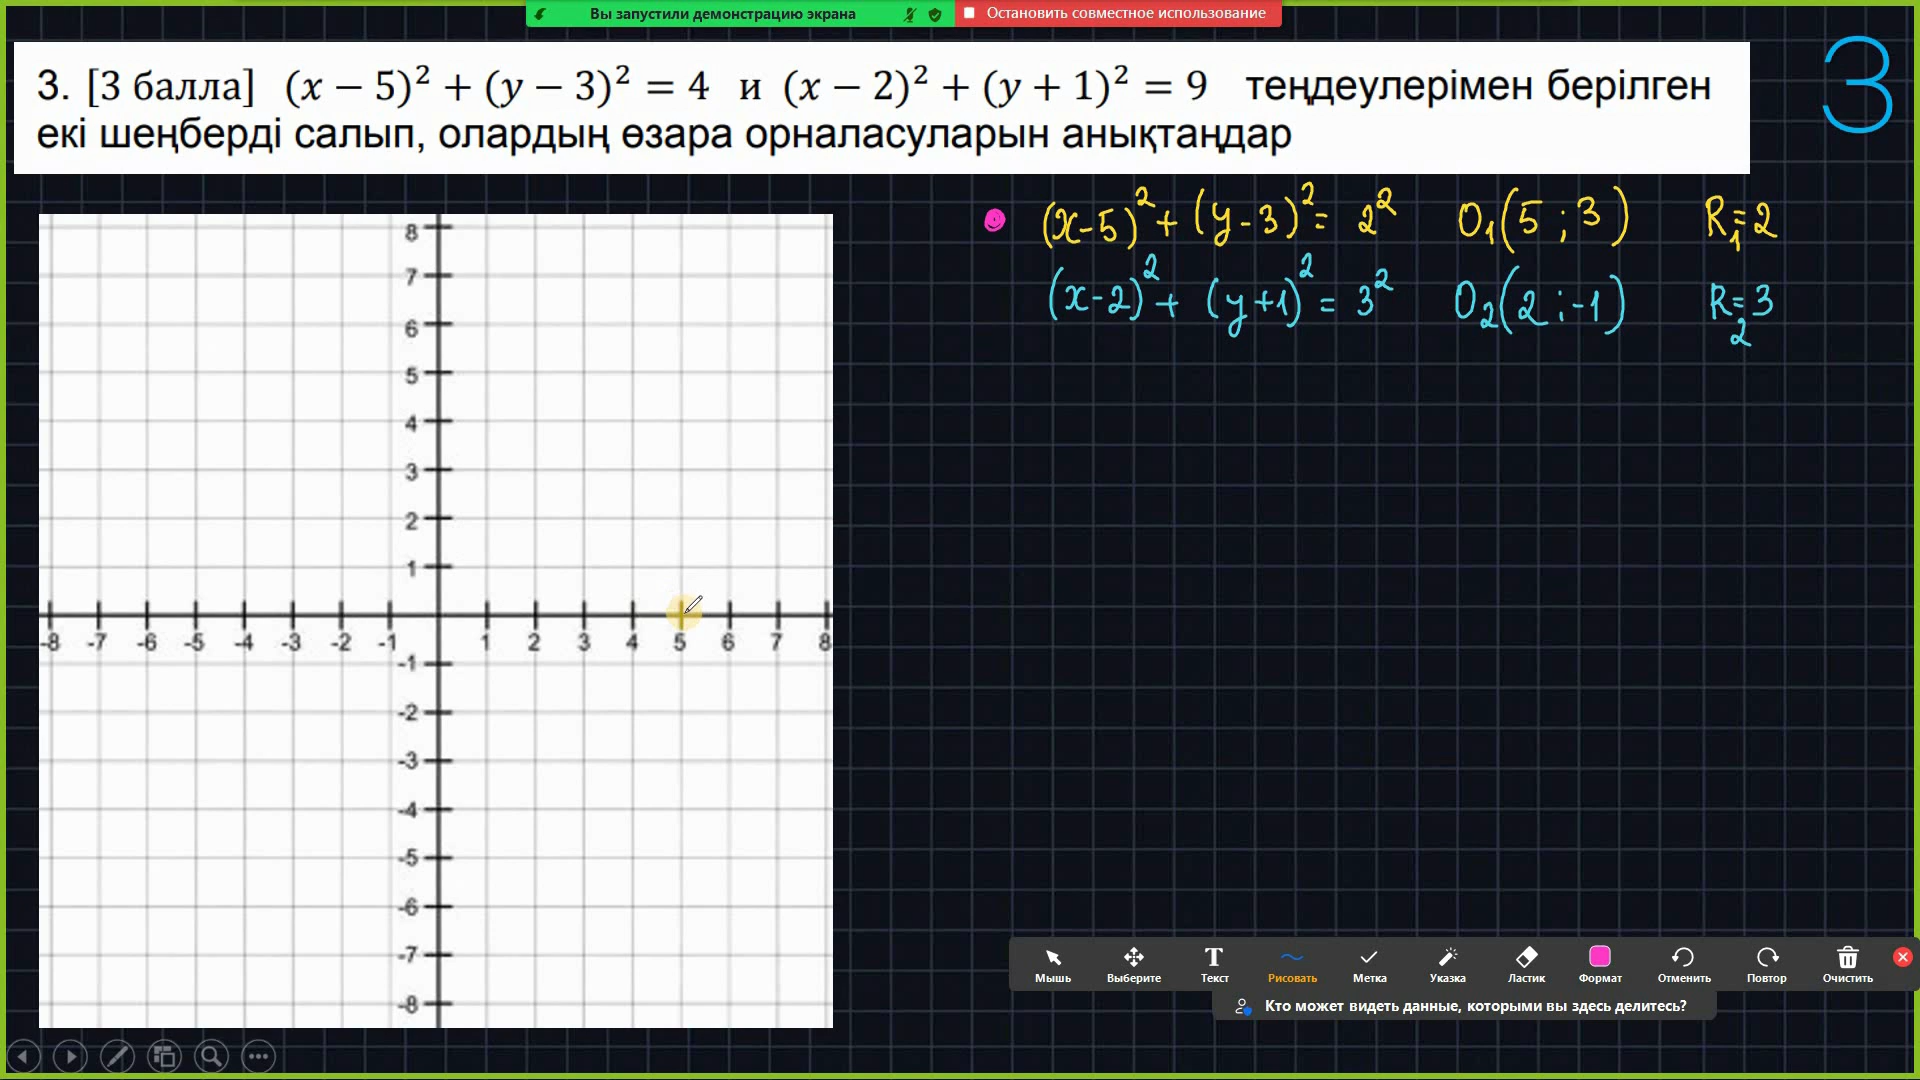 Вы запустили демонстрацию экрана Остановить совместное использование
3. [3 балла] (x − 5)² + (y − 3)² = 4 и (x − 2)² + (y + 1)² = 9 теңдеулерімен берілген
екі шеңберді салып, олардың өзара орналасуларын анықтаңдар
3
(x-5)² + (y-3)² = 2² O₁(5 ; 3) R₁=2
(x-2)² + (y+1)² = 3² O₂(2 ; -1) R₂=3
8
7
6
5
4
3
2
1
-8 -7 -6 -5 -4 -3 -2 -1 1 2 3 4 5 6 7 8
-1
-2
-3
-4
-5
-6
-7
-8
Мышь Выберите Текст Рисовать Метка Указка Ластик Формат Отменить Повтор Очистить
Кто может видеть данные, которыми вы здесь делитесь?